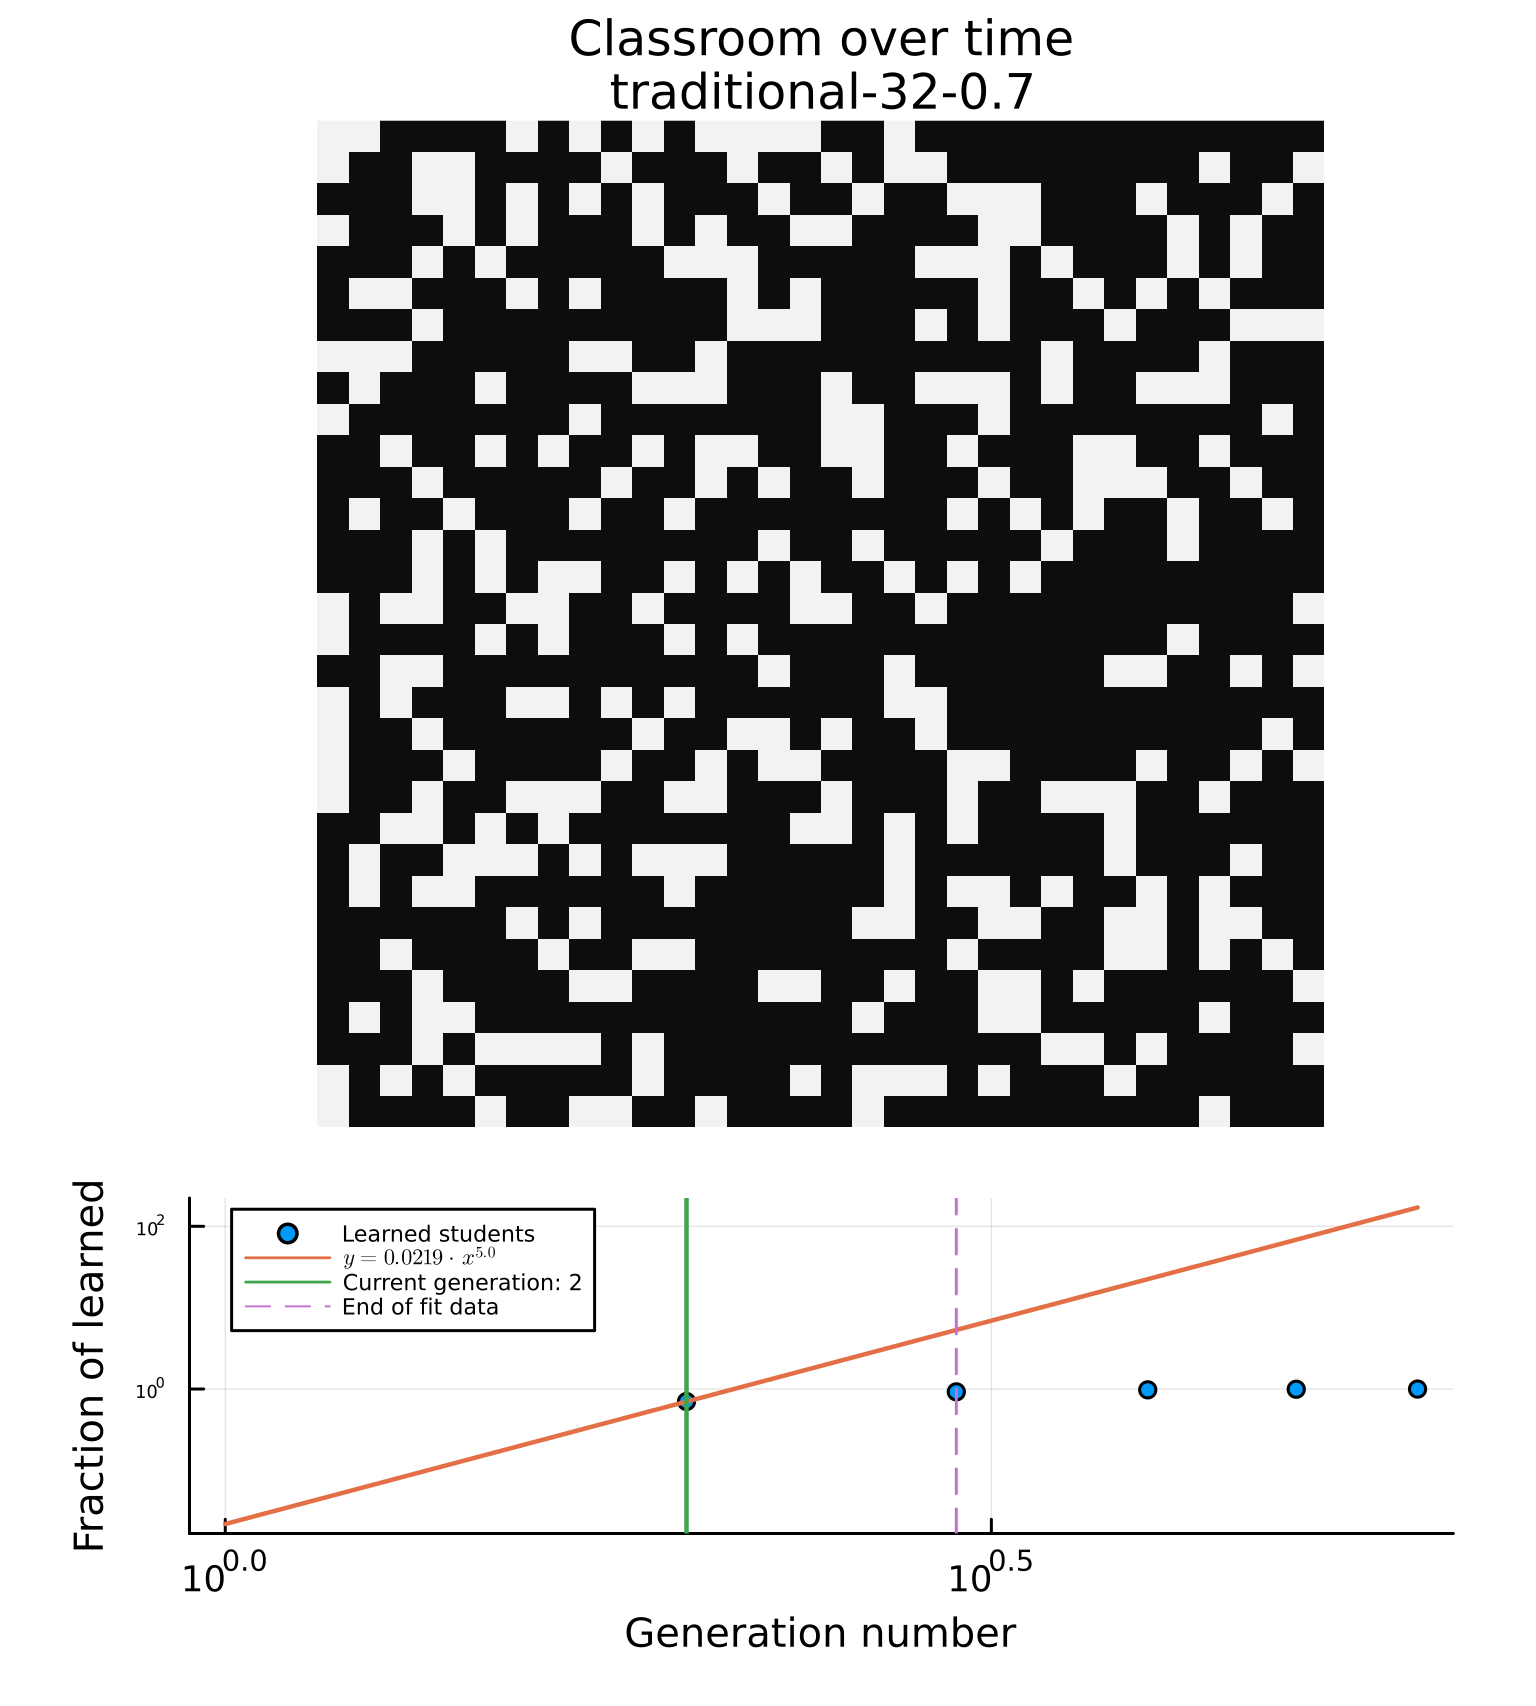 Classroom over time
traditional-32-0.7
Fraction of learned
10^2
10^0
Learned students
y = 0.0219 · x^5.0
Current generation: 2
End of fit data
10^0.0
10^0.5
Generation number